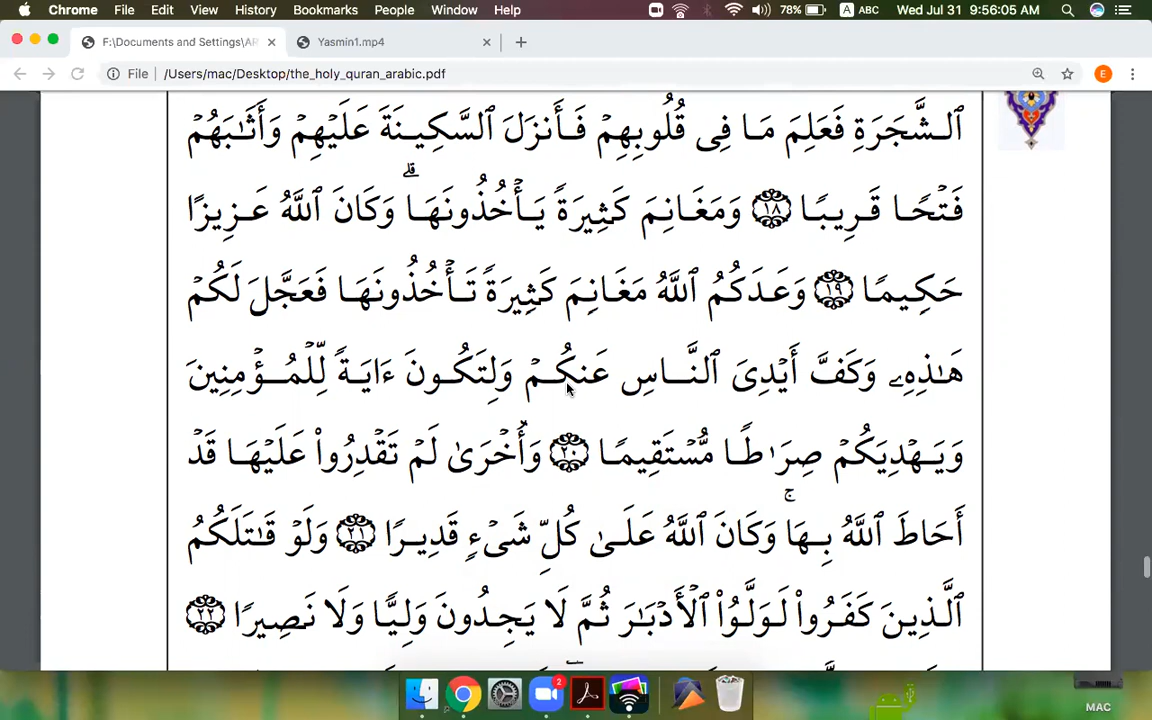 Chrome File Edit View History Bookmarks People Window Help 78% A ABC Wed Jul 31 9:56:05 AM
F:\Documents and Settings\AR Yasmin1.mp4
File /Users/mac/Desktop/the_holy_quran_arabic.pdf E
ٱلشَّجَرَةِ فَعَلِمَ مَا فِى قُلُوبِهِمْ فَأَنزَلَ ٱلسَّكِينَةَ عَلَيْهِمْ وَأَثَٰبَهُمْ
فَتْحًا قَرِيبًا ١٨ وَمَغَانِمَ كَثِيرَةً يَأْخُذُونَهَا ۗ وَكَانَ ٱللَّهُ عَزِيزًا
حَكِيمًا ١٩ وَعَدَكُمُ ٱللَّهُ مَغَانِمَ كَثِيرَةً تَأْخُذُونَهَا فَعَجَّلَ لَكُمْ
هَٰذِهِۦ وَكَفَّ أَيْدِىَ ٱلنَّاسِ عَنكُمْ وَلِتَكُونَ ءَايَةً لِّلْمُؤْمِنِينَ
وَيَهْدِيَكُمْ صِرَٰطًا مُّسْتَقِيمًا ٢٠ وَأُخْرَىٰ لَمْ تَقْدِرُوا۟ عَلَيْهَا قَدْ
أَحَاطَ ٱللَّهُ بِهَا ۚ وَكَانَ ٱللَّهُ عَلَىٰ كُلِّ شَىْءٍ قَدِيرًا ٢١ وَلَوْ قَٰتَلَكُمُ
ٱلَّذِينَ كَفَرُوا۟ لَوَلَّوُا۟ ٱلْأَدْبَٰرَ ثُمَّ لَا يَجِدُونَ وَلِيًّا وَلَا نَصِيرًا ٢٢
2
MAC